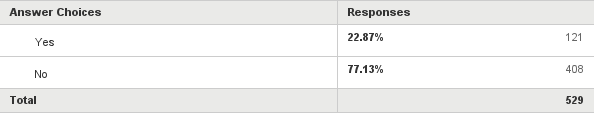 Answer Choices Responses
Yes 22.87% 121
No 77.13% 408
Total 529